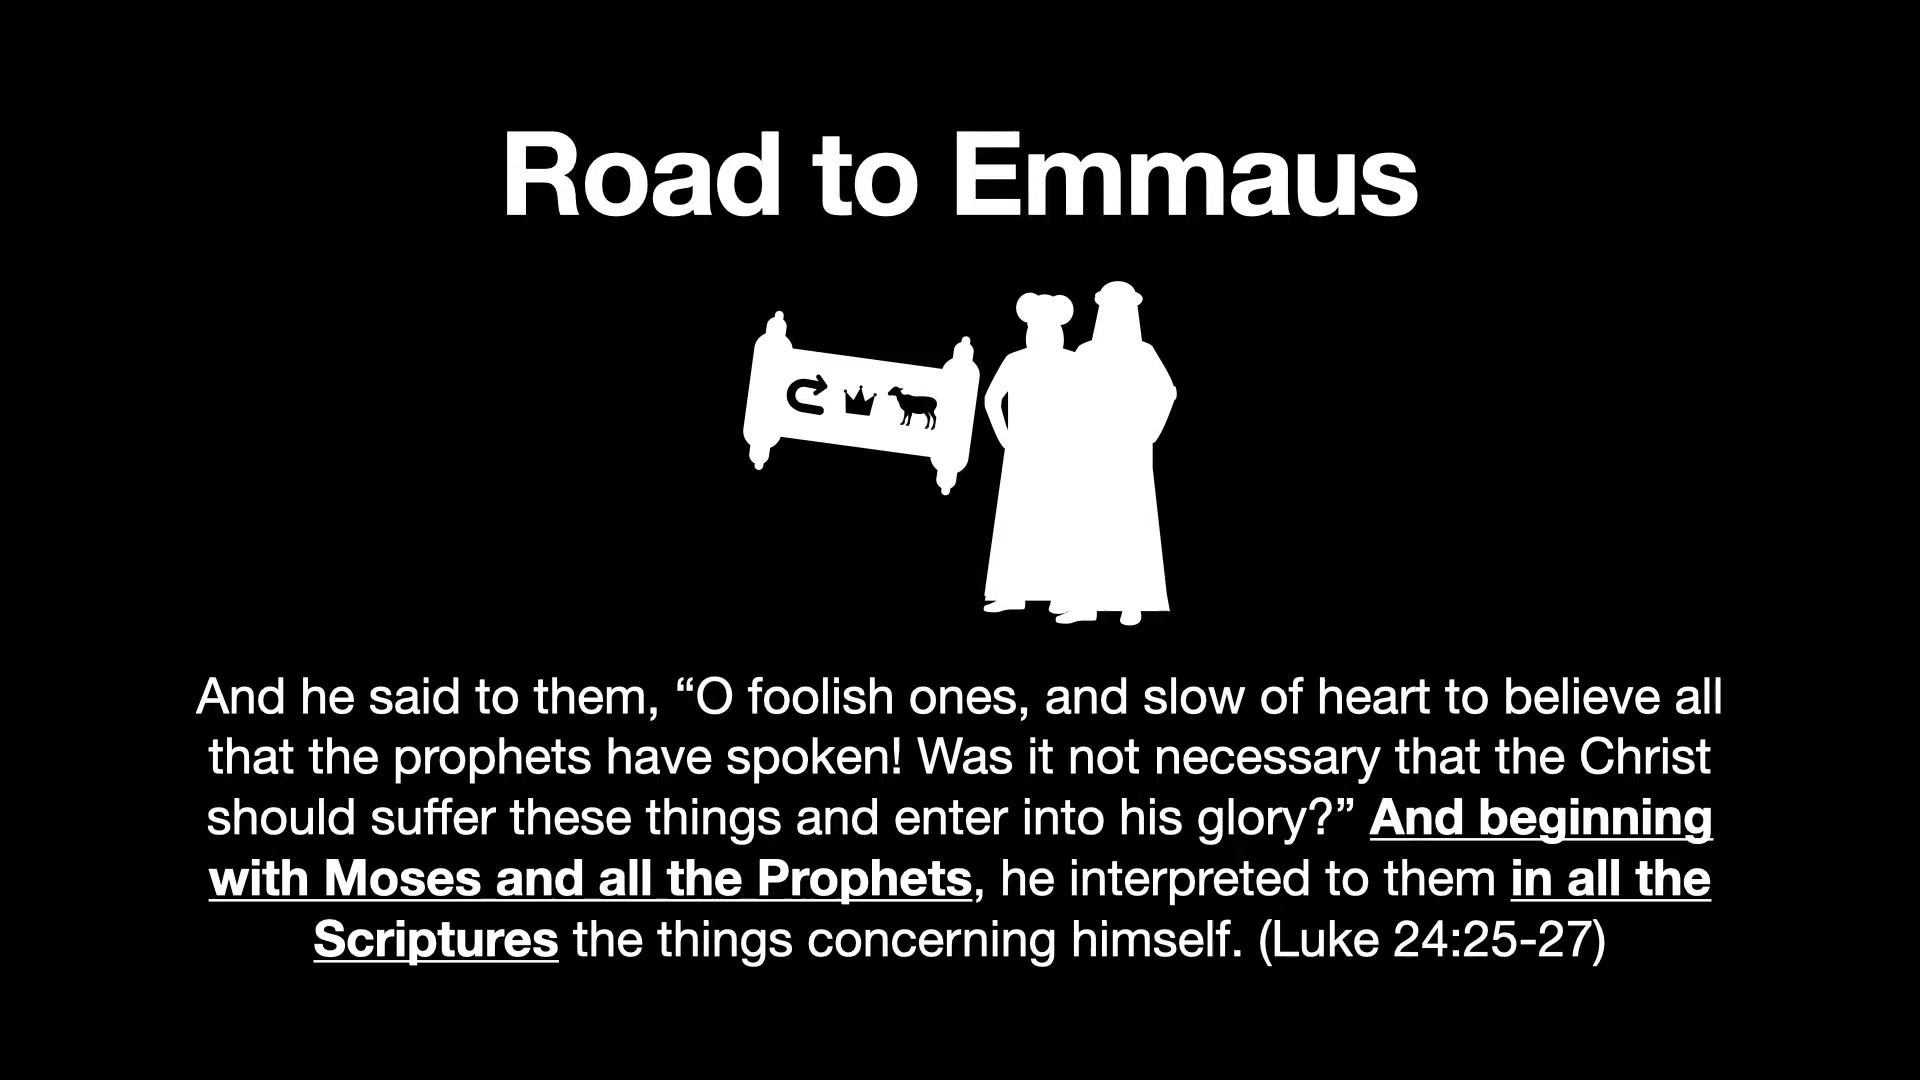 Road to Emmaus
And he said to them, “O foolish ones, and slow of heart to believe all
that the prophets have spoken! Was it not necessary that the Christ
should suffer these things and enter into his glory?” And beginning
with Moses and all the Prophets, he interpreted to them in all the
Scriptures the things concerning himself. (Luke 24:25-27)